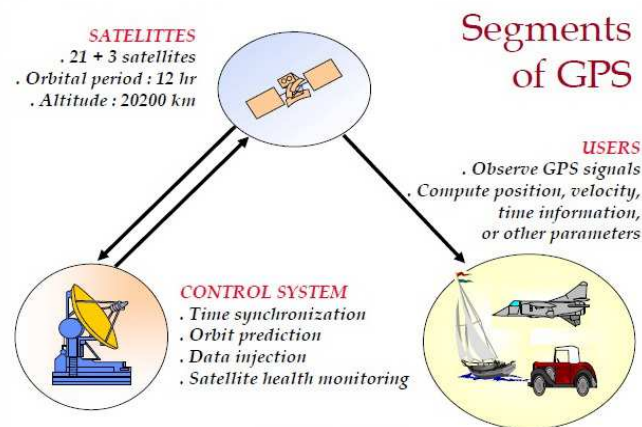 SATELITTES
. 21 + 3 satellites
. Orbital period : 12 hr
. Altitude : 20200 km
Segments
of GPS
USERS
. Observe GPS signals
. Compute position, velocity,
time information,
or other parameters
CONTROL SYSTEM
. Time synchronization
. Orbit prediction
. Data injection
. Satellite health monitoring